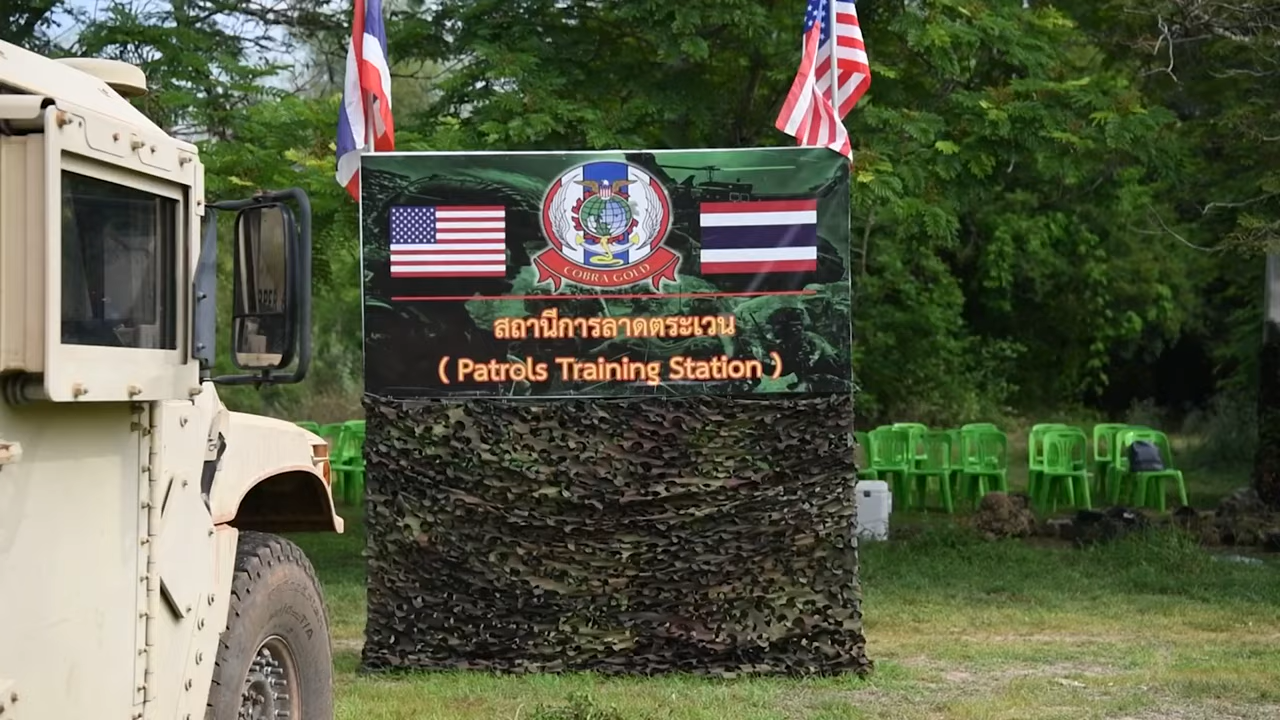 COBRA GOLD
สถานีการลาดตระเวน
( Patrols Training Station )